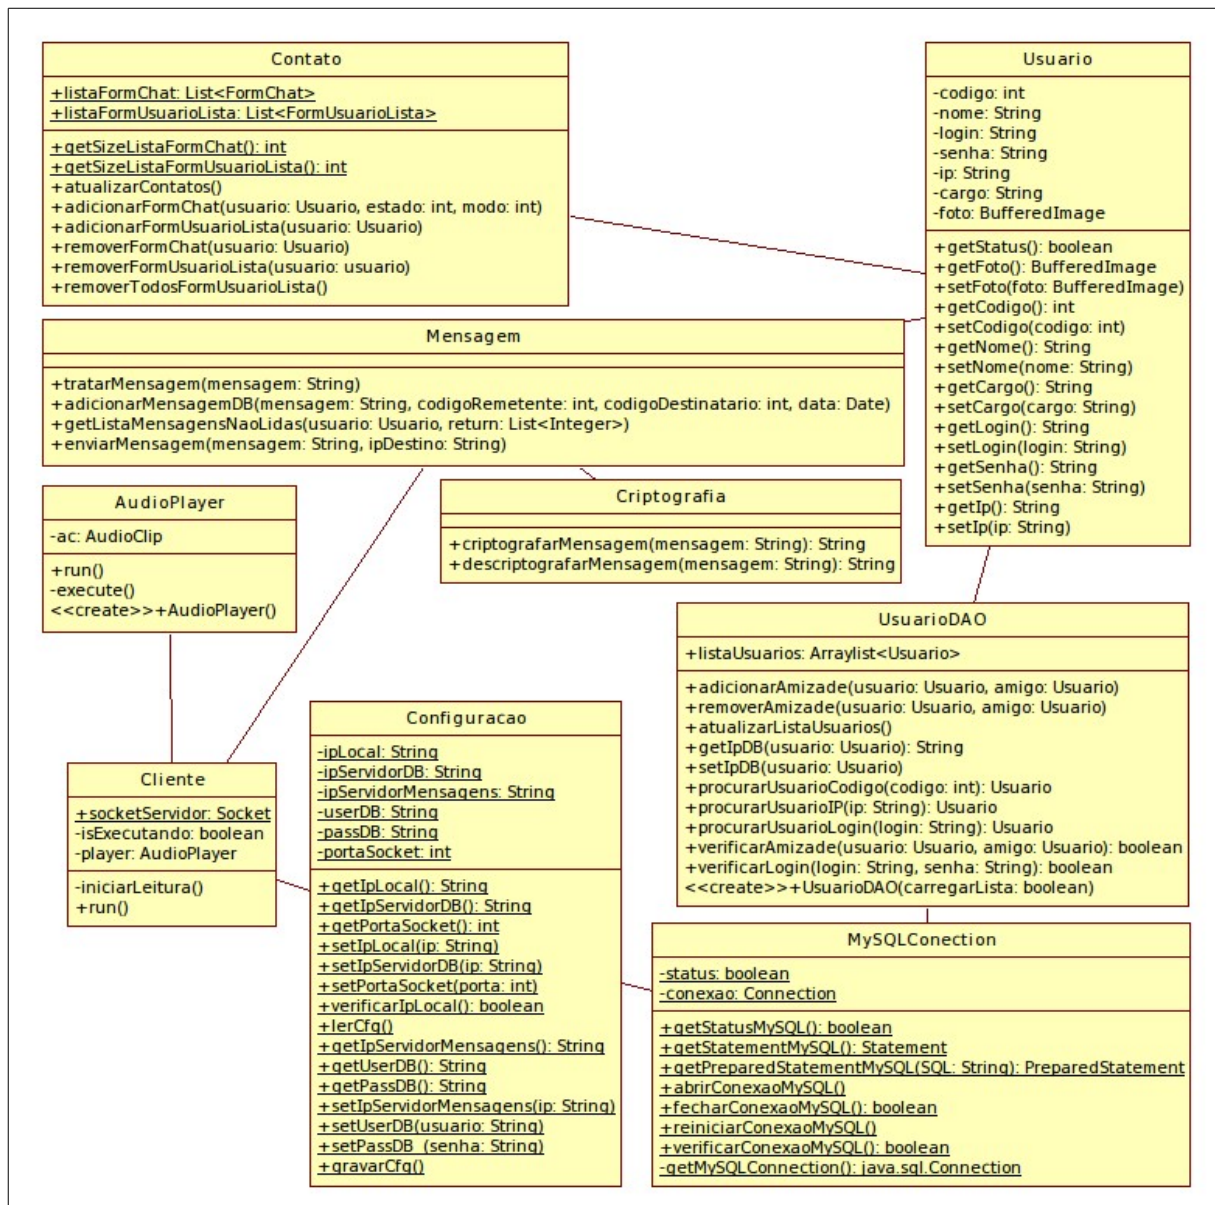 Contato
+listaFormChat: List<FormChat>
+listaFormUsuarioLista: List<FormUsuarioLista>
+getSizeListaFormChat(): int
+getSizeListaFormUsuarioLista(): int
+atualizarContatos()
+adicionarFormChat(usuario: Usuario, estado: int, modo: int)
+adicionarFormUsuarioLista(usuario: Usuario)
+removerFormChat(usuario: Usuario)
+removerFormUsuarioLista(usuario: usuario)
+removerTodosFormUsuarioLista()
Usuario
-codigo: int
-nome: String
-login: String
-senha: String
-ip: String
-cargo: String
-foto: BufferedImage
+getStatus(): boolean
+getFoto(): BufferedImage
+setFoto(foto: BufferedImage)
+getCodigo(): int
+setCodigo(codigo: int)
+getNome(): String
+setNome(nome: String)
+getCargo(): String
+setCargo(cargo: String)
+getLogin(): String
+setLogin(login: String)
+getSenha(): String
+setSenha(senha: String)
+getIp(): String
+setIp(ip: String)
Mensagem
+tratarMensagem(mensagem: String)
+adicionarMensagemDB(mensagem: String, codigoRemetente: int, codigoDestinatario: int, data: Date)
+getListaMensagensNaoLidas(usuario: Usuario, return: List<Integer>)
+enviarMensagem(mensagem: String, ipDestino: String)
AudioPlayer
-ac: AudioClip
+run()
-execute()
<<create>>+AudioPlayer()
Criptografia
+criptografarMensagem(mensagem: String): String
+descriptografarMensagem(mensagem: String): String
UsuarioDAO
+listaUsuarios: Arraylist<Usuario>
+adicionarAmizade(usuario: Usuario, amigo: Usuario)
+removerAmizade(usuario: Usuario, amigo: Usuario)
+atualizarListaUsuarios()
+getIpDB(usuario: Usuario): String
+setIpDB(usuario: Usuario)
+procurarUsuarioCodigo(codigo: int): Usuario
+procurarUsuarioIP(ip: String): Usuario
+procurarUsuarioLogin(login: String): Usuario
+verificarAmizade(usuario: Usuario, amigo: Usuario): boolean
+verificarLogin(login: String, senha: String): boolean
<<create>>+UsuarioDAO(carregarLista: boolean)
Configuracao
-ipLocal: String
-ipServidorDB: String
-ipServidorMensagens: String
-userDB: String
-passDB: String
-portaSocket: int
+getIpLocal(): String
+getIpServidorDB(): String
+getPortaSocket(): int
+setIpLocal(ip: String)
+setIpServidorDB(ip: String)
+setPortaSocket(porta: int)
+verificarIpLocal(): boolean
+lerCfg()
+getIpServidorMensagens(): String
+getUserDB(): String
+getPassDB(): String
+setIpServidorMensagens(ip: String)
+setUserDB(usuario: String)
+setPassDB_(senha: String)
+gravarCfg()
Cliente
+socketServidor: Socket
-isExecutando: boolean
-player: AudioPlayer
-iniciarLeitura()
+run()
MySQLConection
-status: boolean
-conexao: Connection
+getStatusMySQL(): boolean
+getStatementMySQL(): Statement
+getPreparedStatementMySQL(SQL: String): PreparedStatement
+abrirConexaoMySQL()
+fecharConexaoMySQL(): boolean
+reiniciarConexaoMySQL()
+verificarConexaoMySQL(): boolean
-getMySQLConnection(): java.sql.Connection